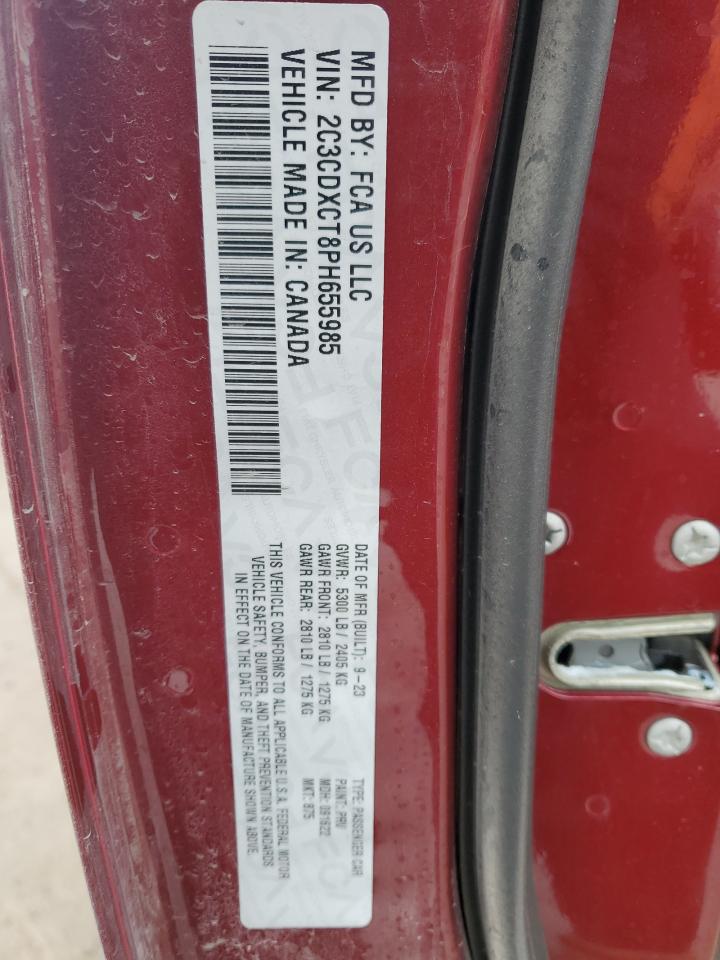 MFD BY: FCA US LLC
VIN: 2C3CDXCT8PH655985
VEHICLE MADE IN: CANADA
DATE OF MFR (BUILT): 9-23
GVWR: 5300 LB / 2405 KG
GAWR FRONT: 2810 LB / 1275 KG
GAWR REAR: 2810 LB / 1275 KG
TYPE: PASSENGER CAR
PAINT: PRV
MDH: 091622
MKT: 875
THIS VEHICLE CONFORMS TO ALL APPLICABLE U.S.A. FEDERAL MOTOR
VEHICLE SAFETY, BUMPER, AND THEFT PREVENTION STANDARDS
IN EFFECT ON THE DATE OF MANUFACTURE SHOWN ABOVE.